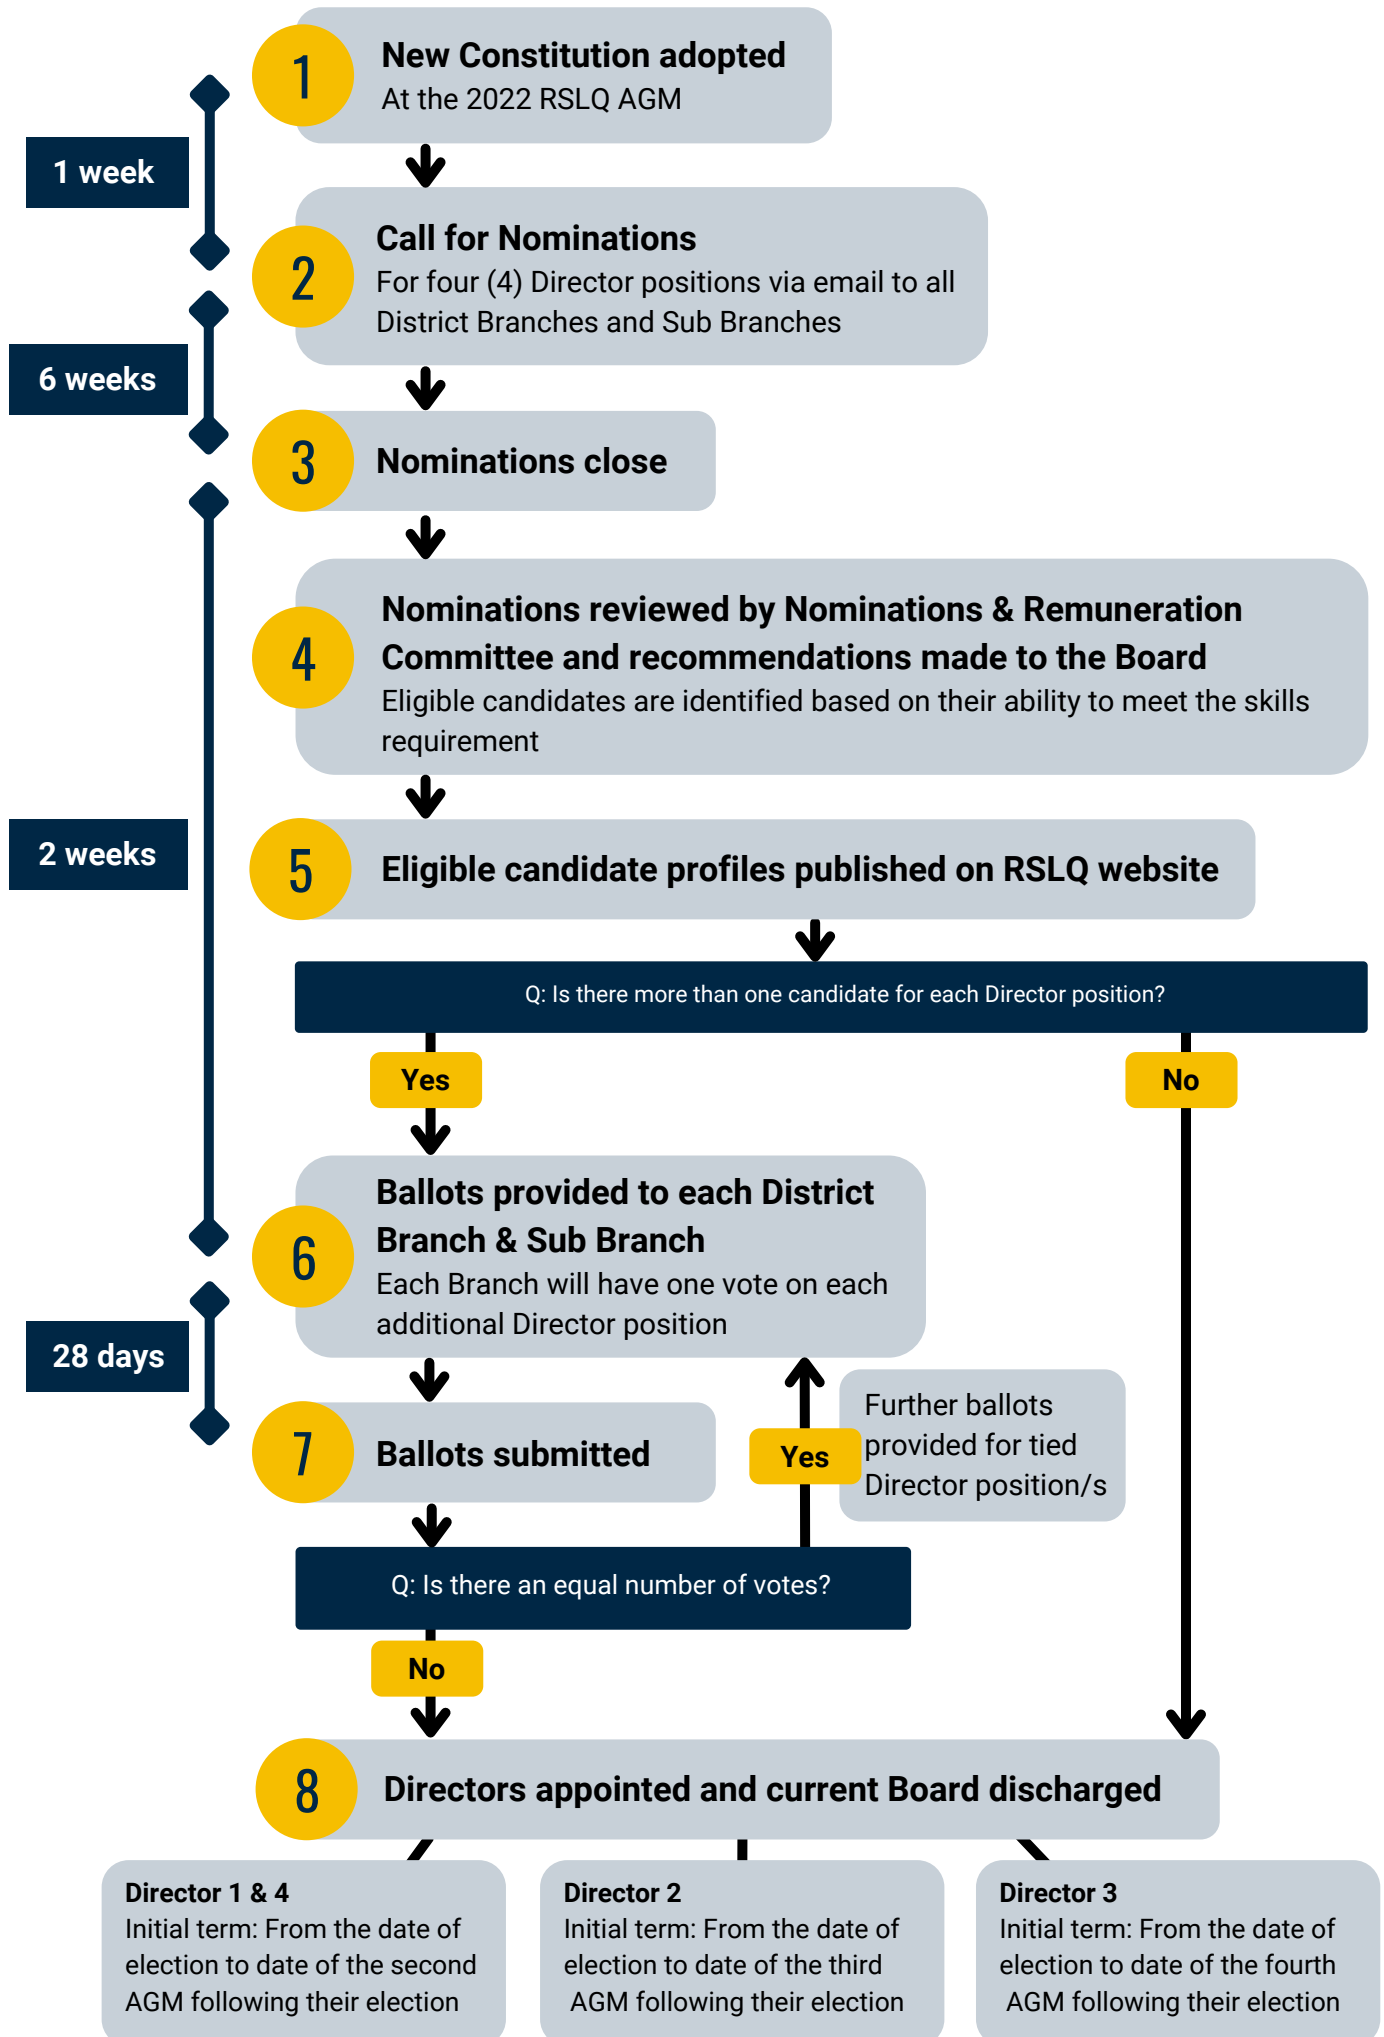 1
New Constitution adopted
At the 2022 RSLQ AGM
1 week
2
Call for Nominations
For four (4) Director positions via email to all
District Branches and Sub Branches
6 weeks
3
Nominations close
4
Nominations reviewed by Nominations & Remuneration
Committee and recommendations made to the Board
Eligible candidates are identified based on their ability to meet the skills
requirement
2 weeks
5
Eligible candidate profiles published on RSLQ website
Q: Is there more than one candidate for each Director position?
Yes
No
6
Ballots provided to each District
Branch & Sub Branch
Each Branch will have one vote on each
additional Director position
28 days
7
Ballots submitted
Yes
Further ballots
provided for tied
Director position/s
Q: Is there an equal number of votes?
No
8
Directors appointed and current Board discharged
Director 1 & 4
Initial term: From the date of
election to date of the second
AGM following their election
Director 2
Initial term: From the date of
election to date of the third
AGM following their election
Director 3
Initial term: From the date of
election to date of the fourth
AGM following their election